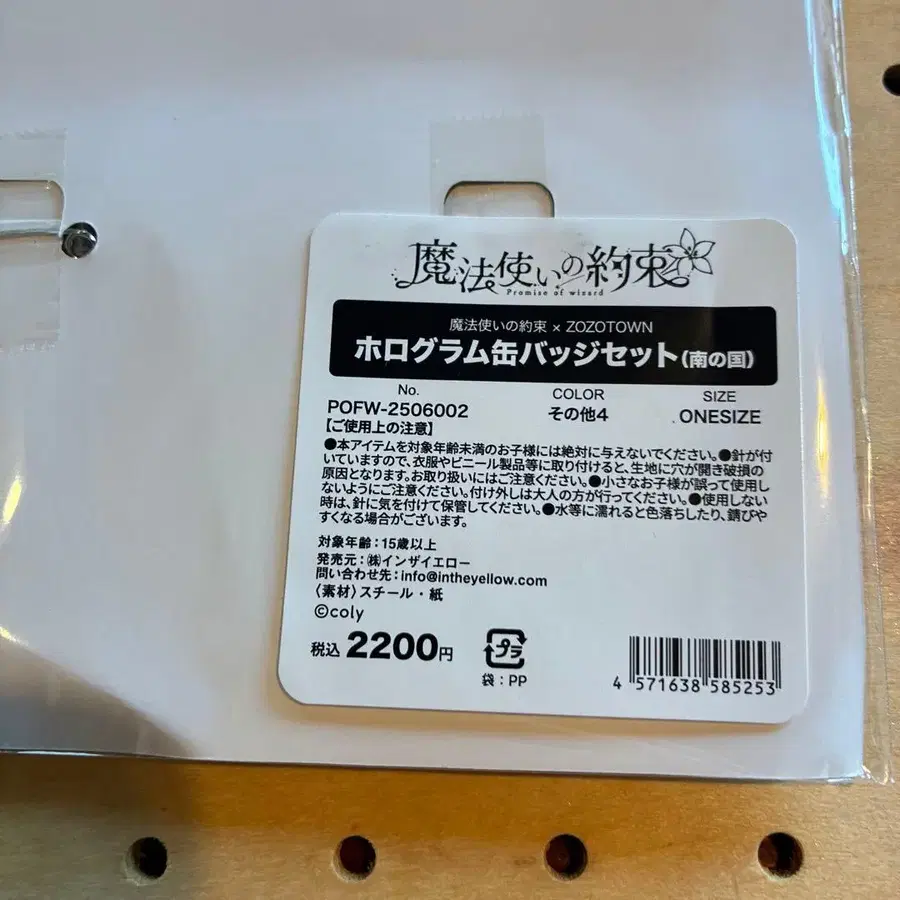 魔法使いの約束
Promise of wizard
魔法使いの約束 × ZOZOTOWN
ホログラム缶バッジセット(南の国)
No. COLOR SIZE
POFW-2506002 その他4 ONESIZE
【ご使用上の注意】
●本アイテムを対象年齢未満のお子様には絶対に与えないでください。●針が付
いていますので、衣服やビニール製品等に取り付けると、生地に穴が開き破損の
原因となります。お取り扱いにはご注意ください。●小さなお子様が誤って使用し
ないようにご注意ください。付け外しは大人の方が行ってください。●使用しない
時は、針に気を付けて保管してください。●水等に濡れると色落ちしたり、錆びや
すくなる場合がございます。
対象年齢：15歳以上
発売元：㈱インザイエロー
問い合わせ先：info@intheyellow.com
〈素材〉スチール・紙
©coly
税込 2200円
プラ
袋：PP
4 571638 585253